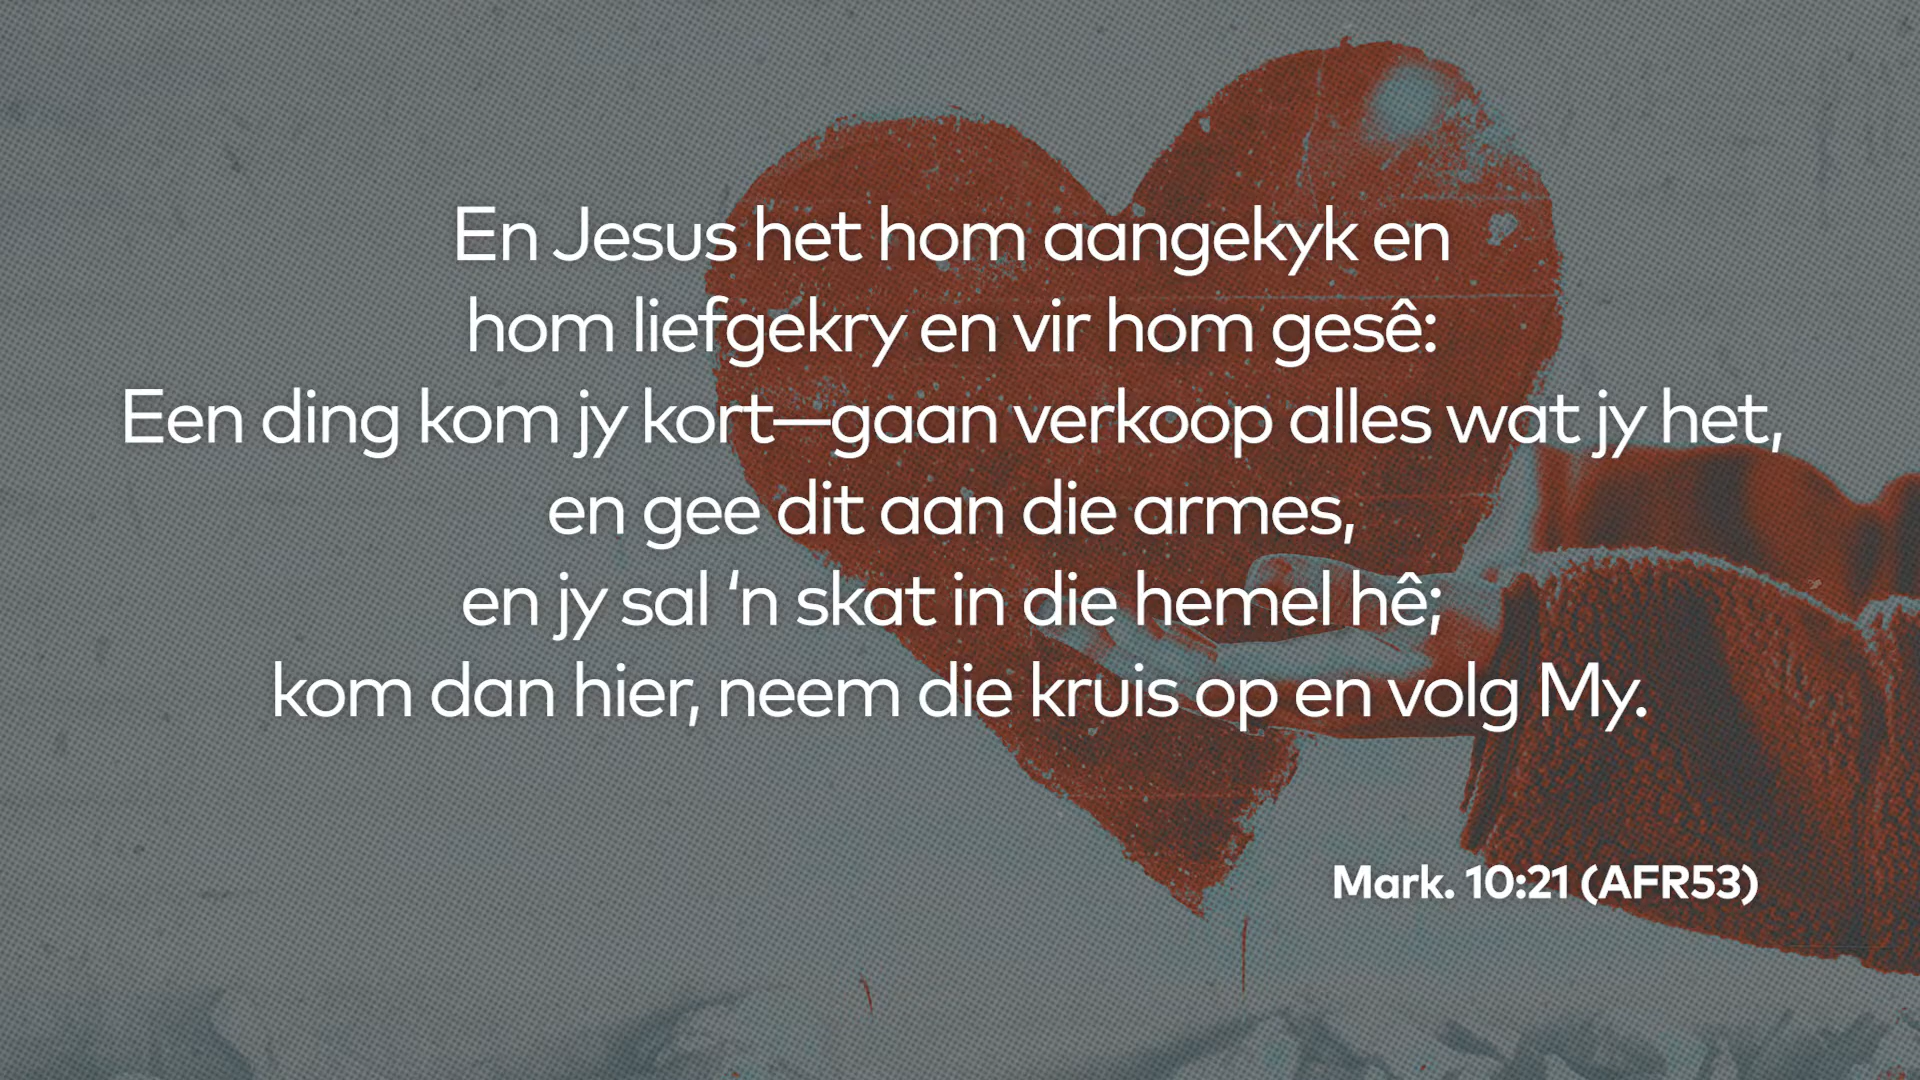 En Jesus het hom aangekyk en
hom liefgekry en vir hom gesê:
Een ding kom jy kort—gaan verkoop alles wat jy het,
en gee dit aan die armes,
en jy sal ‘n skat in die hemel hê;
kom dan hier, neem die kruis op en volg My.
Mark. 10:21 (AFR53)